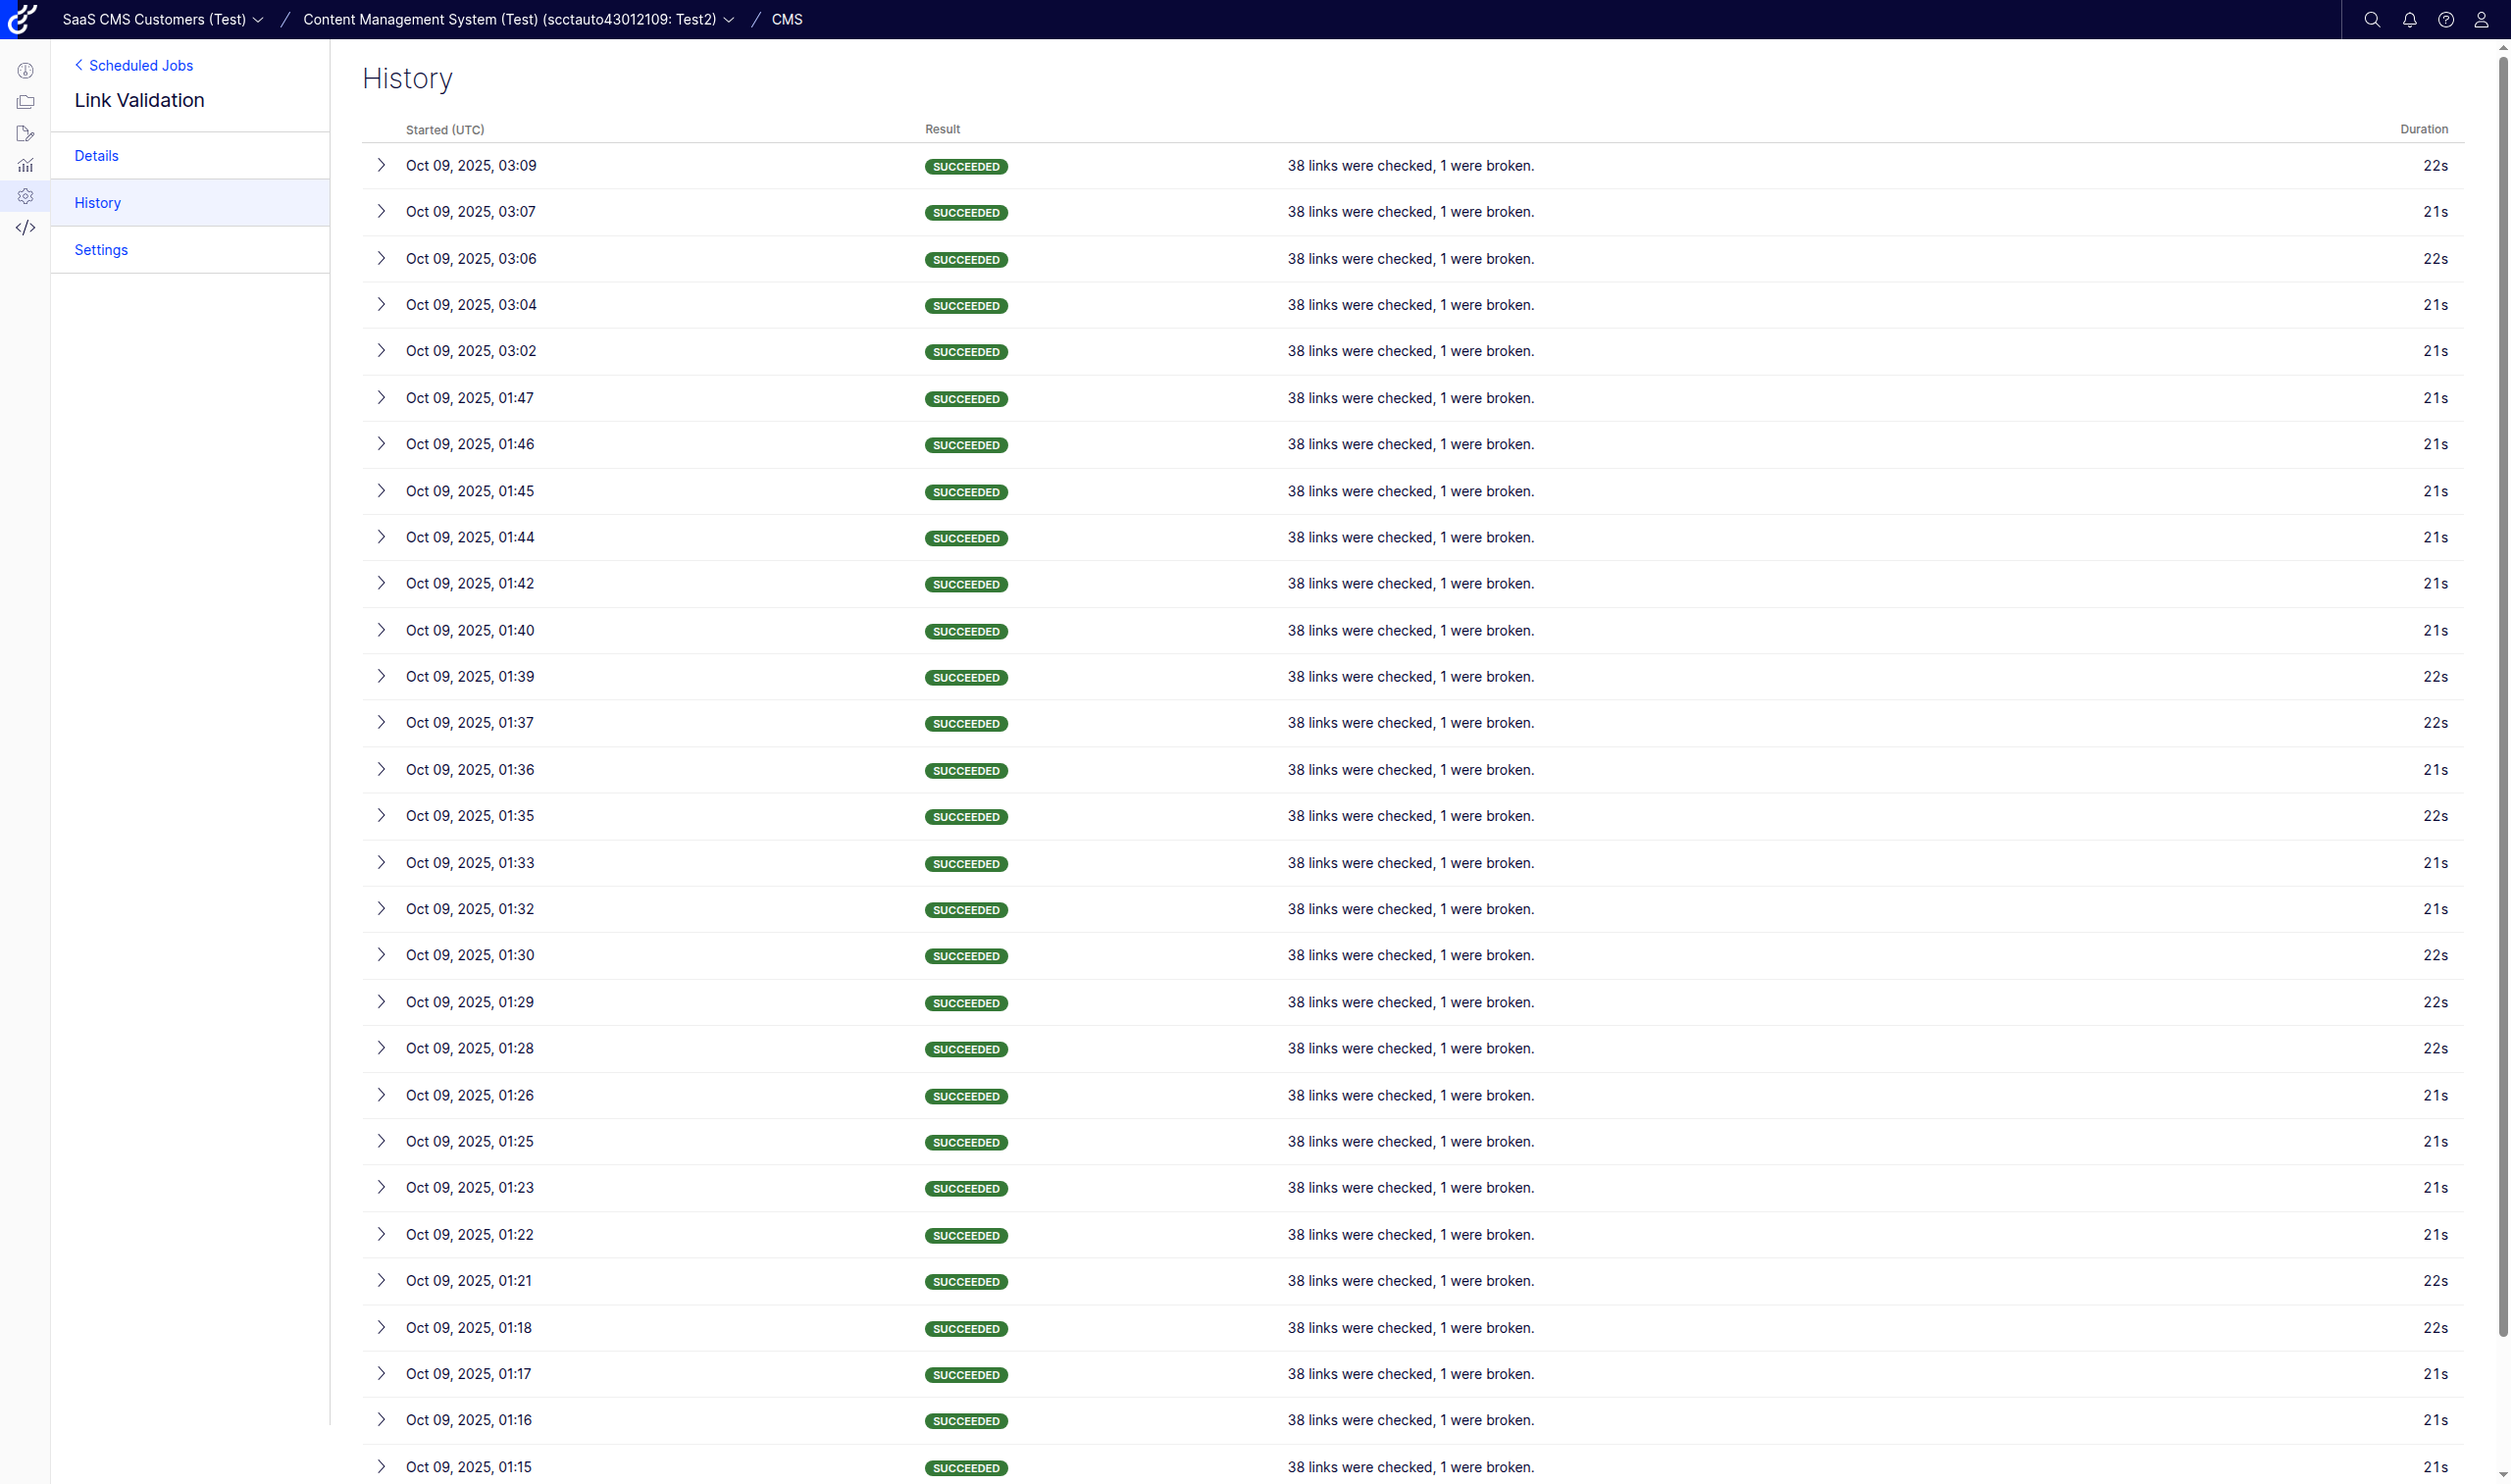 SaaS CMS Customers (Test) / Content Management System (Test) (scctauto43012109: Test2) / CMS
Scheduled Jobs
Link Validation
Details
History
Settings
History
Started (UTC) Result Duration
Oct 09, 2025, 03:09 SUCCEEDED 38 links were checked, 1 were broken. 22s
Oct 09, 2025, 03:07 SUCCEEDED 38 links were checked, 1 were broken. 21s
Oct 09, 2025, 03:06 SUCCEEDED 38 links were checked, 1 were broken. 22s
Oct 09, 2025, 03:04 SUCCEEDED 38 links were checked, 1 were broken. 21s
Oct 09, 2025, 03:02 SUCCEEDED 38 links were checked, 1 were broken. 21s
Oct 09, 2025, 01:47 SUCCEEDED 38 links were checked, 1 were broken. 21s
Oct 09, 2025, 01:46 SUCCEEDED 38 links were checked, 1 were broken. 21s
Oct 09, 2025, 01:45 SUCCEEDED 38 links were checked, 1 were broken. 21s
Oct 09, 2025, 01:44 SUCCEEDED 38 links were checked, 1 were broken. 21s
Oct 09, 2025, 01:42 SUCCEEDED 38 links were checked, 1 were broken. 21s
Oct 09, 2025, 01:40 SUCCEEDED 38 links were checked, 1 were broken. 21s
Oct 09, 2025, 01:39 SUCCEEDED 38 links were checked, 1 were broken. 22s
Oct 09, 2025, 01:37 SUCCEEDED 38 links were checked, 1 were broken. 22s
Oct 09, 2025, 01:36 SUCCEEDED 38 links were checked, 1 were broken. 21s
Oct 09, 2025, 01:35 SUCCEEDED 38 links were checked, 1 were broken. 22s
Oct 09, 2025, 01:33 SUCCEEDED 38 links were checked, 1 were broken. 21s
Oct 09, 2025, 01:32 SUCCEEDED 38 links were checked, 1 were broken. 21s
Oct 09, 2025, 01:30 SUCCEEDED 38 links were checked, 1 were broken. 22s
Oct 09, 2025, 01:29 SUCCEEDED 38 links were checked, 1 were broken. 22s
Oct 09, 2025, 01:28 SUCCEEDED 38 links were checked, 1 were broken. 22s
Oct 09, 2025, 01:26 SUCCEEDED 38 links were checked, 1 were broken. 21s
Oct 09, 2025, 01:25 SUCCEEDED 38 links were checked, 1 were broken. 21s
Oct 09, 2025, 01:23 SUCCEEDED 38 links were checked, 1 were broken. 21s
Oct 09, 2025, 01:22 SUCCEEDED 38 links were checked, 1 were broken. 21s
Oct 09, 2025, 01:21 SUCCEEDED 38 links were checked, 1 were broken. 22s
Oct 09, 2025, 01:18 SUCCEEDED 38 links were checked, 1 were broken. 22s
Oct 09, 2025, 01:17 SUCCEEDED 38 links were checked, 1 were broken. 21s
Oct 09, 2025, 01:16 SUCCEEDED 38 links were checked, 1 were broken. 21s
Oct 09, 2025, 01:15 SUCCEEDED 38 links were checked, 1 were broken. 21s